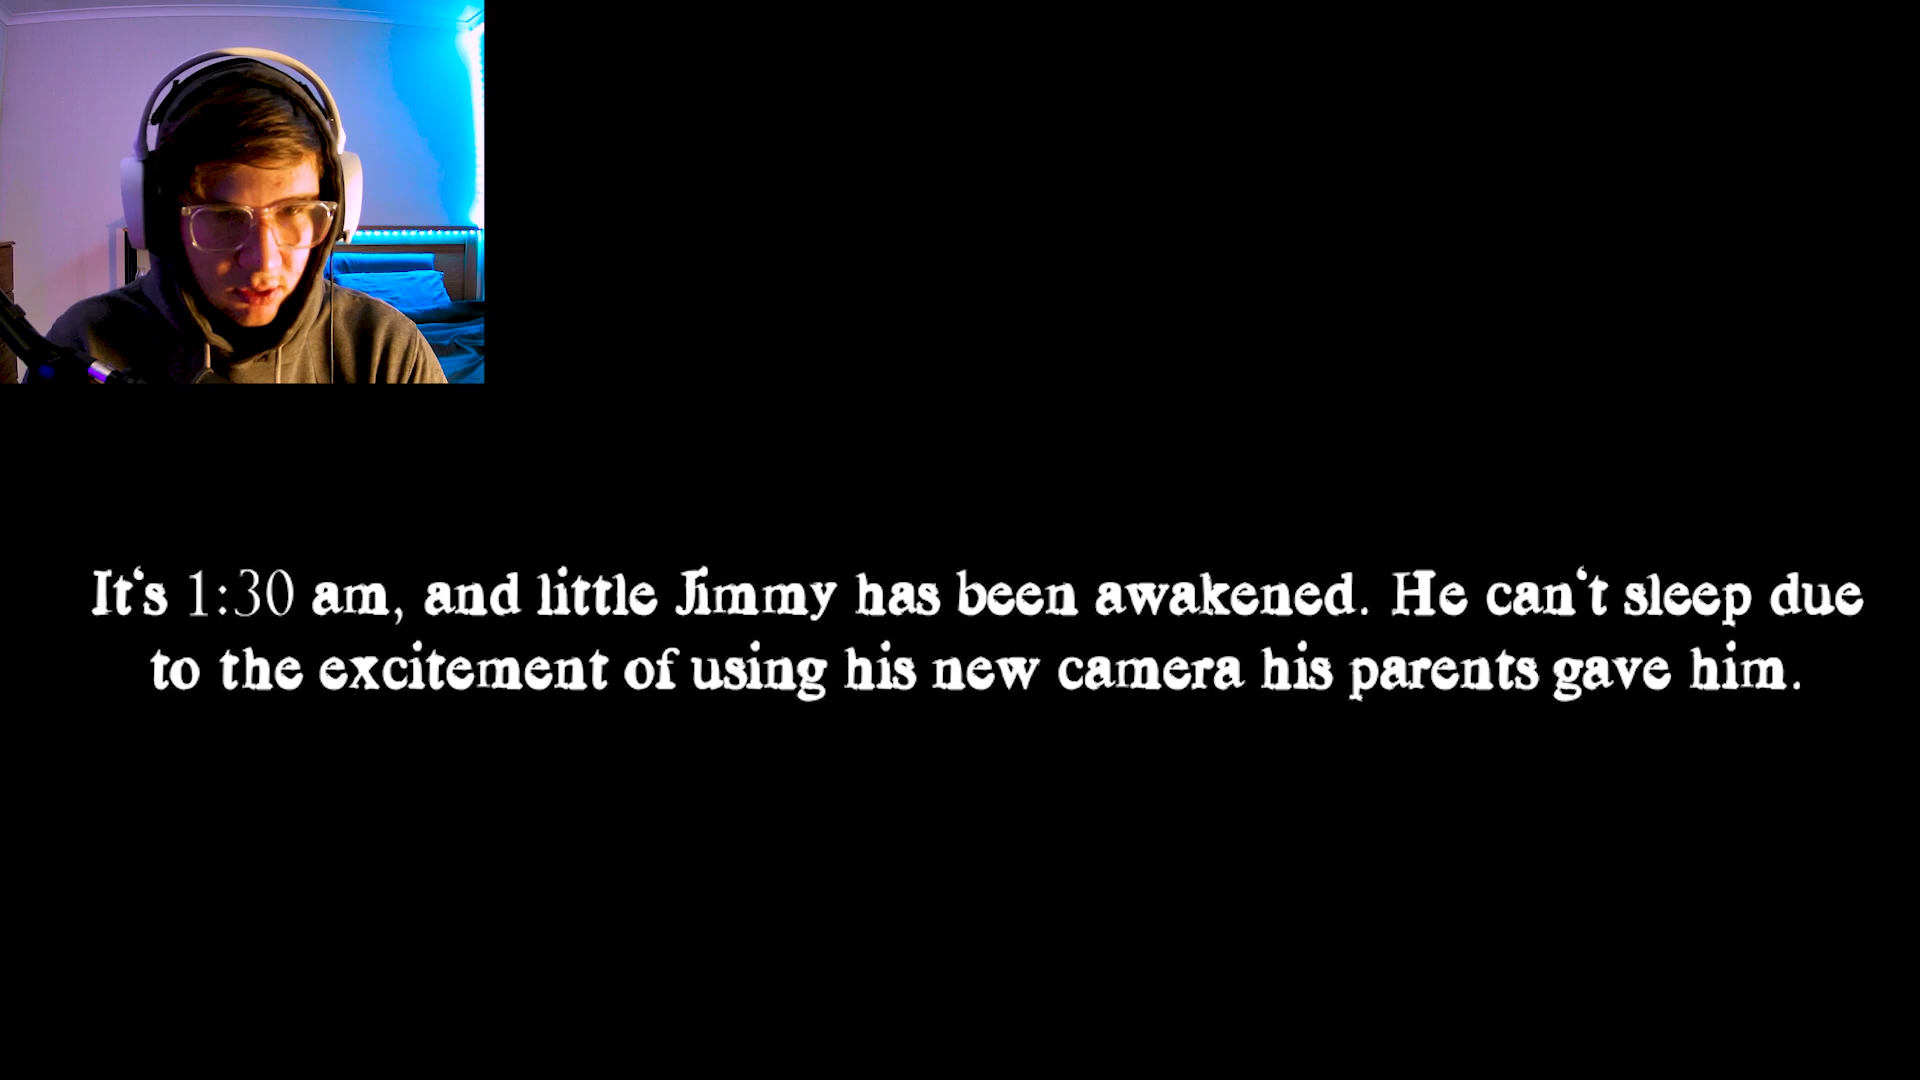 It's 1:30 am, and little Jimmy has been awakened. He can't sleep due
to the excitement of using his new camera his parents gave him.